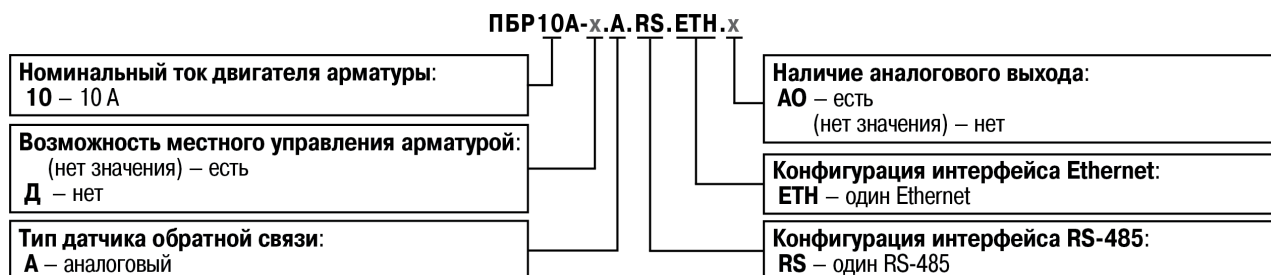 ПБР10А-х.А.RS.ETH.х
Номинальный ток двигателя арматуры:
10 – 10 А
Возможность местного управления арматурой:
(нет значения) – есть
Д – нет
Тип датчика обратной связи:
А – аналоговый
Наличие аналогового выхода:
АО – есть
(нет значения) – нет
Конфигурация интерфейса Ethernet:
ETH – один Ethernet
Конфигурация интерфейса RS-485:
RS – один RS-485